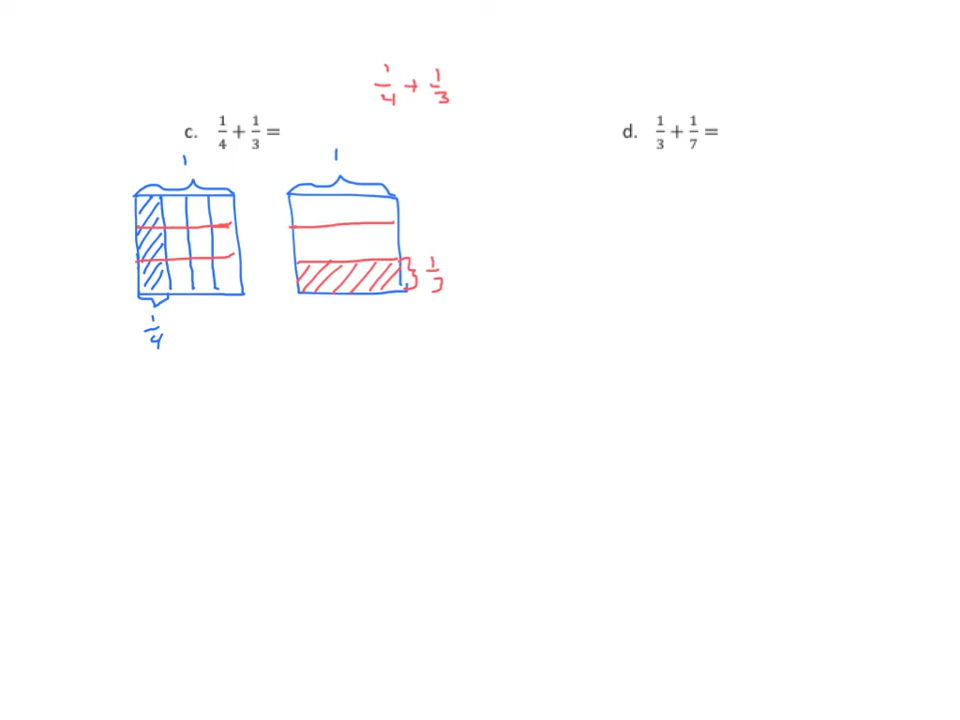 1/4 + 1/3
c. 1/4 + 1/3 =
d. 1/3 + 1/7 =
1
1
1/3
1/4